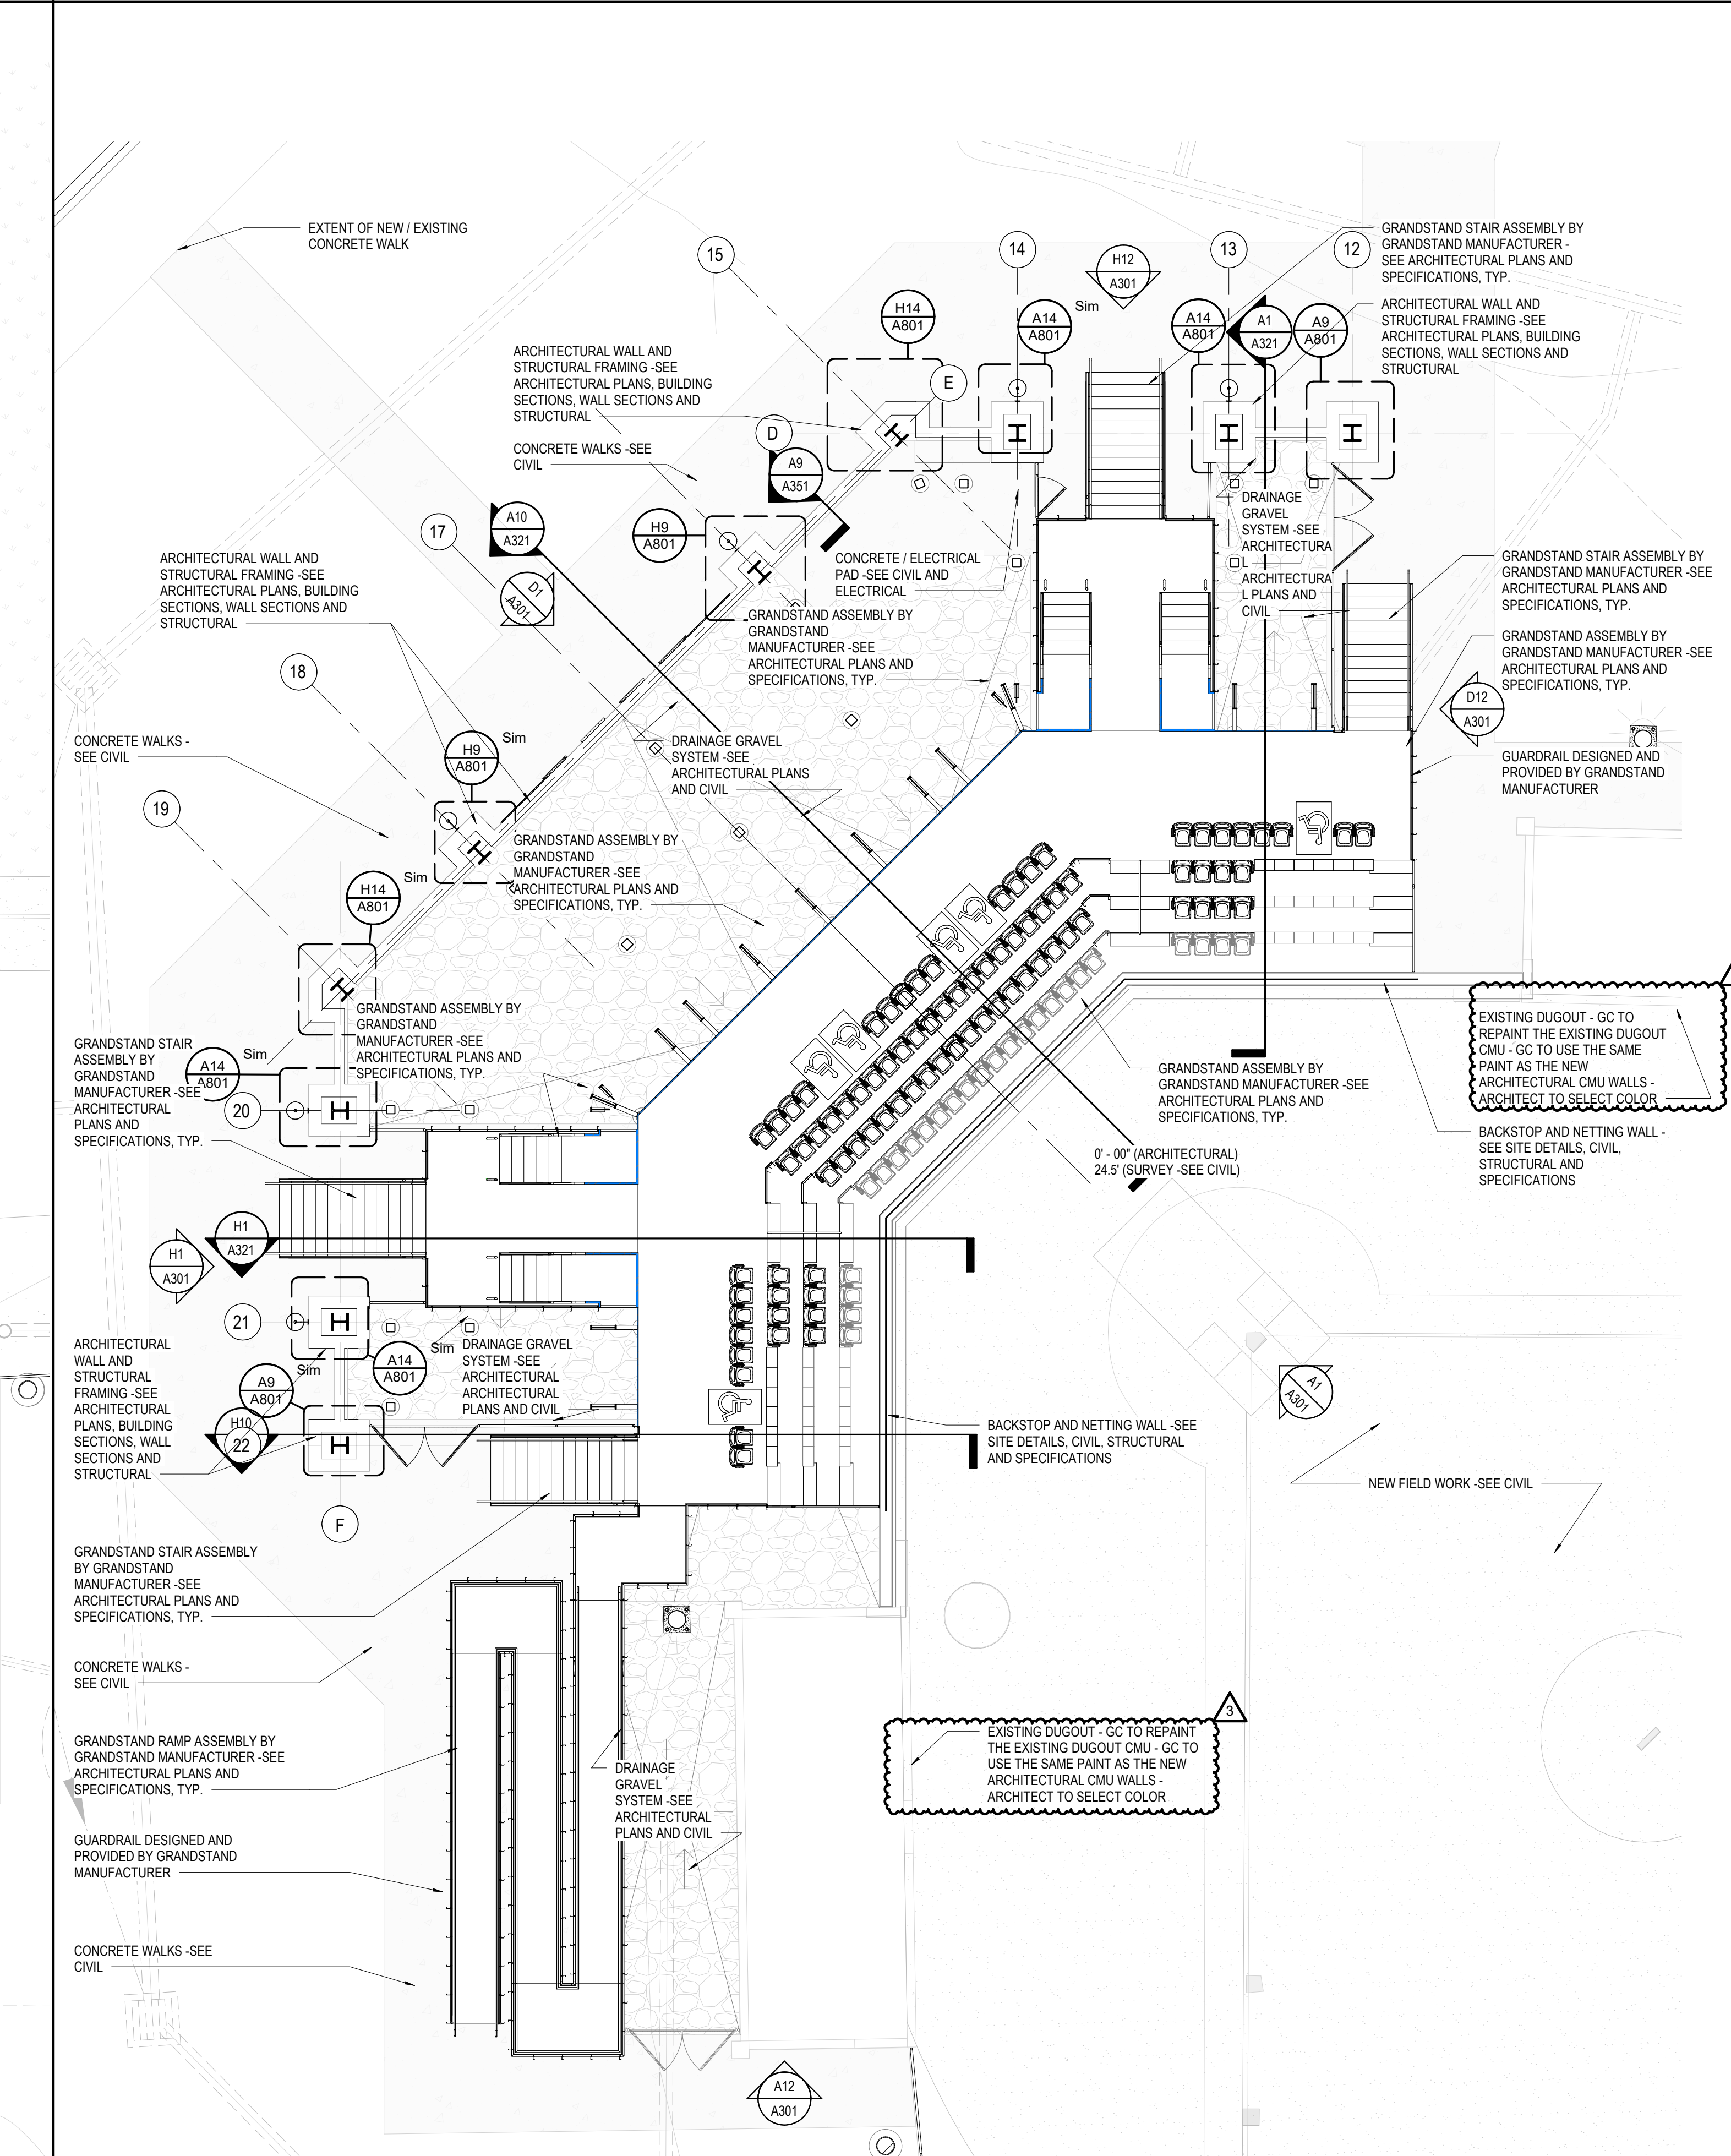 EXTENT OF NEW / EXISTING
CONCRETE WALK
15
14
H12
A301
13
12
GRANDSTAND STAIR ASSEMBLY BY
GRANDSTAND MANUFACTURER -
SEE ARCHITECTURAL PLANS AND
SPECIFICATIONS, TYP.
H14
A801
A14
A801
Sim
A14
A801
A1
A321
A9
A801
ARCHITECTURAL WALL AND
STRUCTURAL FRAMING -SEE
ARCHITECTURAL PLANS, BUILDING
SECTIONS, WALL SECTIONS AND
STRUCTURAL
ARCHITECTURAL WALL AND
STRUCTURAL FRAMING -SEE
ARCHITECTURAL PLANS, BUILDING
SECTIONS, WALL SECTIONS AND
STRUCTURAL
E
D
CONCRETE WALKS -SEE
CIVIL
A9
A351
17
A10
A321
H9
A801
DRAINAGE
GRAVEL
SYSTEM -SEE
ARCHITECTURA
L
ARCHITECTURA
L PLANS AND
CIVIL
ARCHITECTURAL WALL AND
STRUCTURAL FRAMING -SEE
ARCHITECTURAL PLANS, BUILDING
SECTIONS, WALL SECTIONS AND
STRUCTURAL
D1
A301
CONCRETE / ELECTRICAL
PAD -SEE CIVIL AND
ELECTRICAL
GRANDSTAND STAIR ASSEMBLY BY
GRANDSTAND MANUFACTURER -SEE
ARCHITECTURAL PLANS AND
SPECIFICATIONS, TYP.
GRANDSTAND ASSEMBLY BY
GRANDSTAND
MANUFACTURER -SEE
ARCHITECTURAL PLANS AND
SPECIFICATIONS, TYP.
GRANDSTAND ASSEMBLY BY
GRANDSTAND MANUFACTURER -SEE
ARCHITECTURAL PLANS AND
SPECIFICATIONS, TYP.
18
D12
A301
CONCRETE WALKS -
SEE CIVIL
H9
A801
Sim
DRAINAGE GRAVEL
SYSTEM -SEE
ARCHITECTURAL PLANS
AND CIVIL
GUARDRAIL DESIGNED AND
PROVIDED BY GRANDSTAND
MANUFACTURER
19
GRANDSTAND ASSEMBLY BY
GRANDSTAND
MANUFACTURER -SEE
ARCHITECTURAL PLANS AND
SPECIFICATIONS, TYP.
H14
A801
Sim
GRANDSTAND ASSEMBLY BY
GRANDSTAND
MANUFACTURER -SEE
ARCHITECTURAL PLANS AND
SPECIFICATIONS, TYP.
EXISTING DUGOUT - GC TO
REPAINT THE EXISTING DUGOUT
CMU - GC TO USE THE SAME
PAINT AS THE NEW
ARCHITECTURAL CMU WALLS -
ARCHITECT TO SELECT COLOR
GRANDSTAND STAIR
ASSEMBLY BY
GRANDSTAND
MANUFACTURER -SEE
ARCHITECTURAL
PLANS AND
SPECIFICATIONS, TYP.
A14
A801
Sim
20
GRANDSTAND ASSEMBLY BY
GRANDSTAND MANUFACTURER -SEE
ARCHITECTURAL PLANS AND
SPECIFICATIONS, TYP.
BACKSTOP AND NETTING WALL -
SEE SITE DETAILS, CIVIL,
STRUCTURAL AND
SPECIFICATIONS
0' - 00" (ARCHITECTURAL)
24.5' (SURVEY -SEE CIVIL)
H1
A301
H1
A321
21
ARCHITECTURAL
WALL AND
STRUCTURAL
FRAMING -SEE
ARCHITECTURAL
PLANS, BUILDING
SECTIONS, WALL
SECTIONS AND
STRUCTURAL
A9
A801
Sim
A14
A801
Sim
DRAINAGE GRAVEL
SYSTEM -SEE
ARCHITECTURAL
ARCHITECTURAL
PLANS AND CIVIL
A1
A301
H10
22
BACKSTOP AND NETTING WALL -SEE
SITE DETAILS, CIVIL, STRUCTURAL
AND SPECIFICATIONS
NEW FIELD WORK -SEE CIVIL
F
GRANDSTAND STAIR ASSEMBLY
BY GRANDSTAND
MANUFACTURER -SEE
ARCHITECTURAL PLANS AND
SPECIFICATIONS, TYP.
CONCRETE WALKS -
SEE CIVIL
3
EXISTING DUGOUT - GC TO REPAINT
THE EXISTING DUGOUT CMU - GC TO
USE THE SAME PAINT AS THE NEW
ARCHITECTURAL CMU WALLS -
ARCHITECT TO SELECT COLOR
GRANDSTAND RAMP ASSEMBLY BY
GRANDSTAND MANUFACTURER -SEE
ARCHITECTURAL PLANS AND
SPECIFICATIONS, TYP.
DRAINAGE
GRAVEL
SYSTEM -SEE
ARCHITECTURAL
PLANS AND CIVIL
GUARDRAIL DESIGNED AND
PROVIDED BY GRANDSTAND
MANUFACTURER
CONCRETE WALKS -SEE
CIVIL
A12
A301